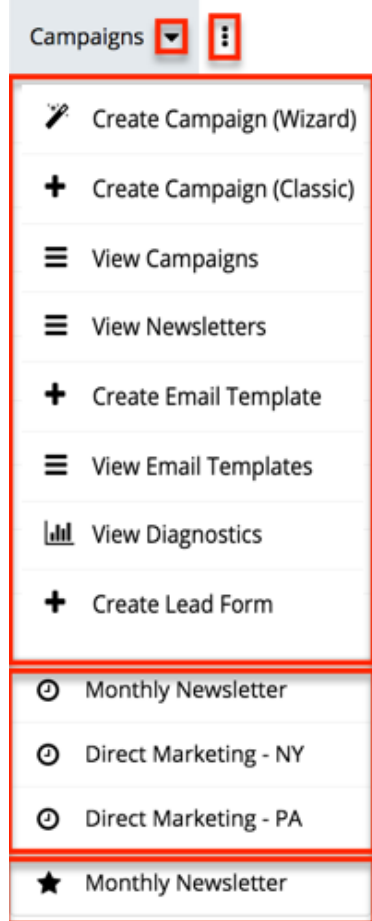 Campaigns
Create Campaign (Wizard)
Create Campaign (Classic)
View Campaigns
View Newsletters
Create Email Template
View Email Templates
View Diagnostics
Create Lead Form
Monthly Newsletter
Direct Marketing - NY
Direct Marketing - PA
Monthly Newsletter